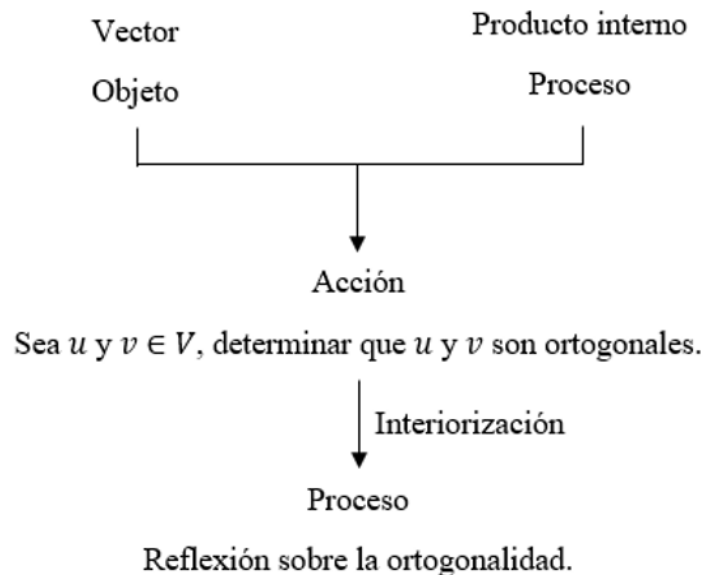 Vector
Producto interno
Objeto
Proceso
Acción
Sea u y v ∈ V, determinar que u y v son ortogonales.
Interiorización
Proceso
Reflexión sobre la ortogonalidad.